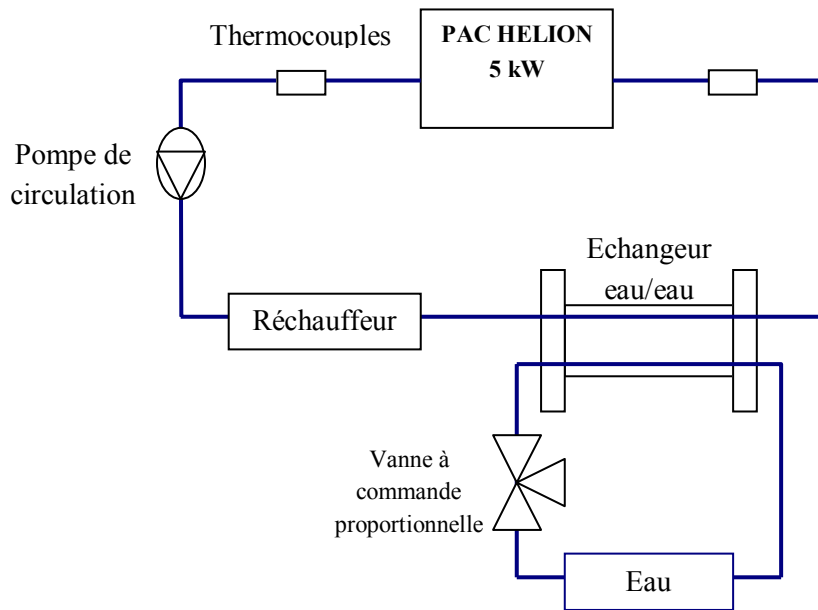 Thermocouples
PAC HELION
5 kW
Pompe de
circulation
Echangeur
eau/eau
Réchauffeur
Vanne à
commande
proportionnelle
Eau